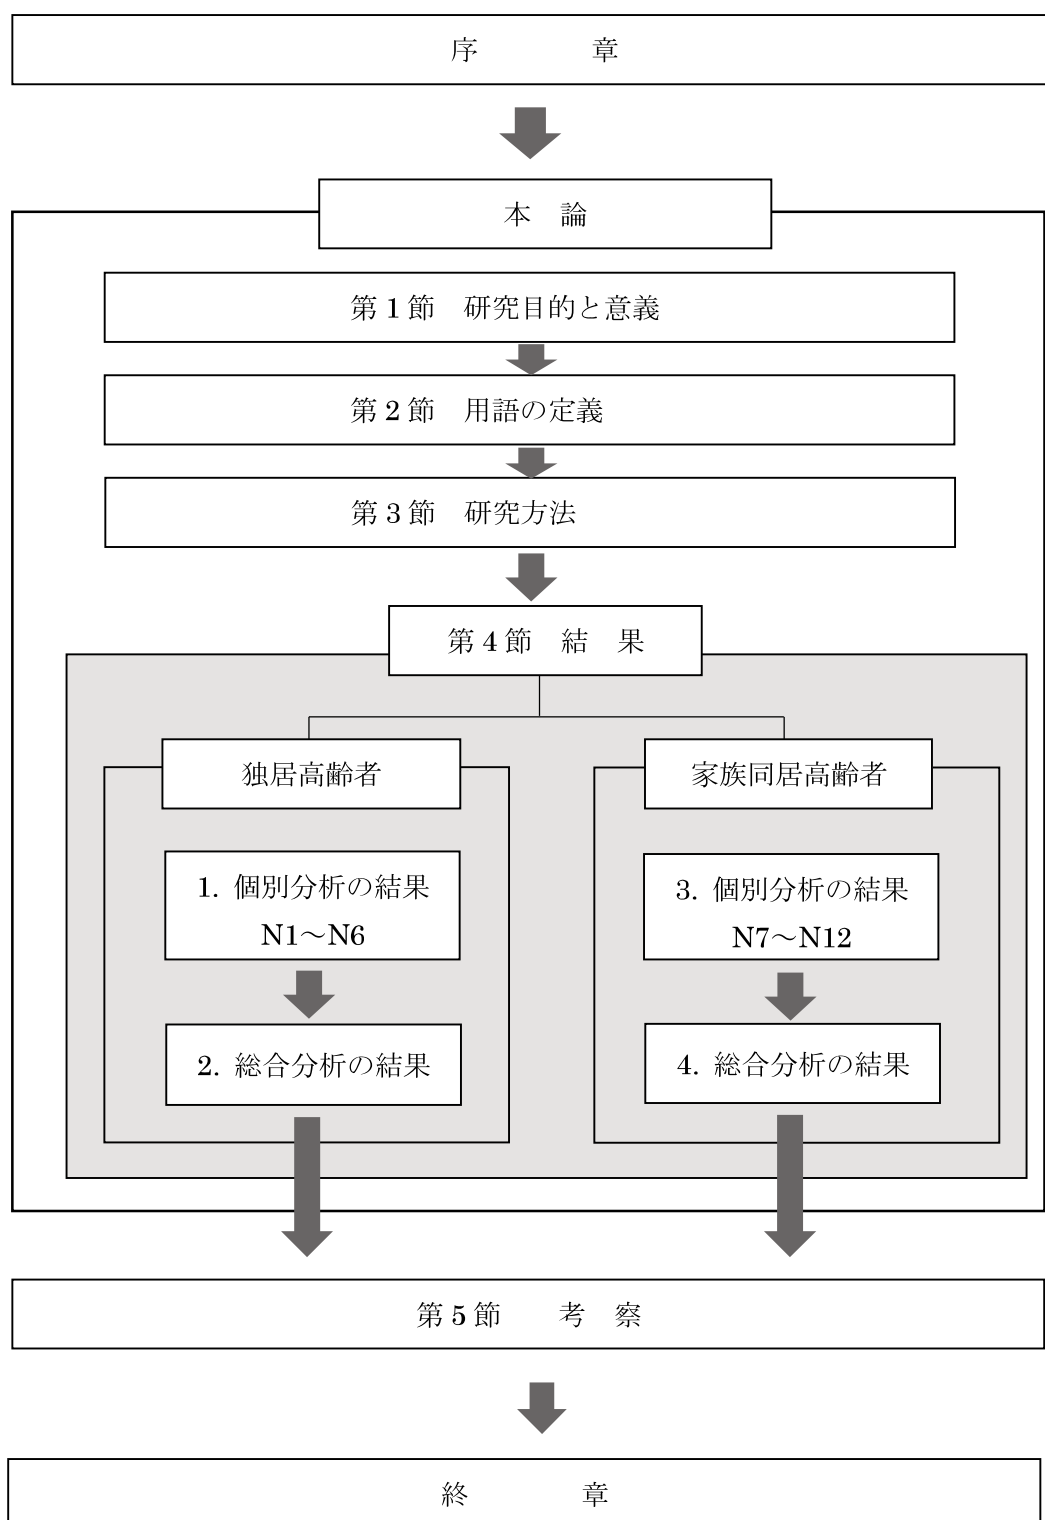 序　　　　章
本　論
第 1 節　研究目的と意義
第 2 節　用語の定義
第 3 節　研究方法
第 4 節　結　果
独居高齢者
1. 個別分析の結果
N1～N6
2. 総合分析の結果
家族同居高齢者
3. 個別分析の結果
N7～N12
4. 総合分析の結果
第 5 節　　考　察
終　　　　章